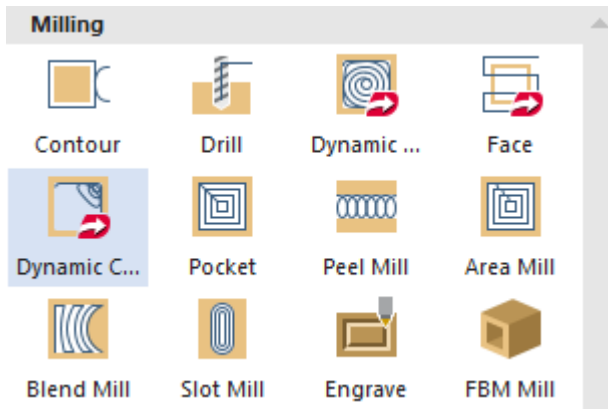 Milling
Contour Drill Dynamic ... Face
Dynamic C... Pocket Peel Mill Area Mill
Blend Mill Slot Mill Engrave FBM Mill